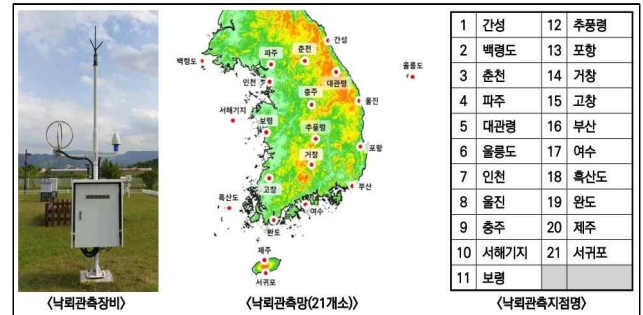 간성
백령도
파주
춘천
울릉도
인천
대관령
충주
울진
서해기지
보령
추풍령
거창
포항
고창
부산
흑산도
여수
완도
제주
서귀포
1 간성 12 추풍령
2 백령도 13 포항
3 춘천 14 거창
4 파주 15 고창
5 대관령 16 부산
6 울릉도 17 여수
7 인천 18 흑산도
8 울진 19 완도
9 충주 20 제주
10 서해기지 21 서귀포
11 보령
<낙뢰관측장비> <낙뢰관측망(21개소)> <낙뢰관측지점명>